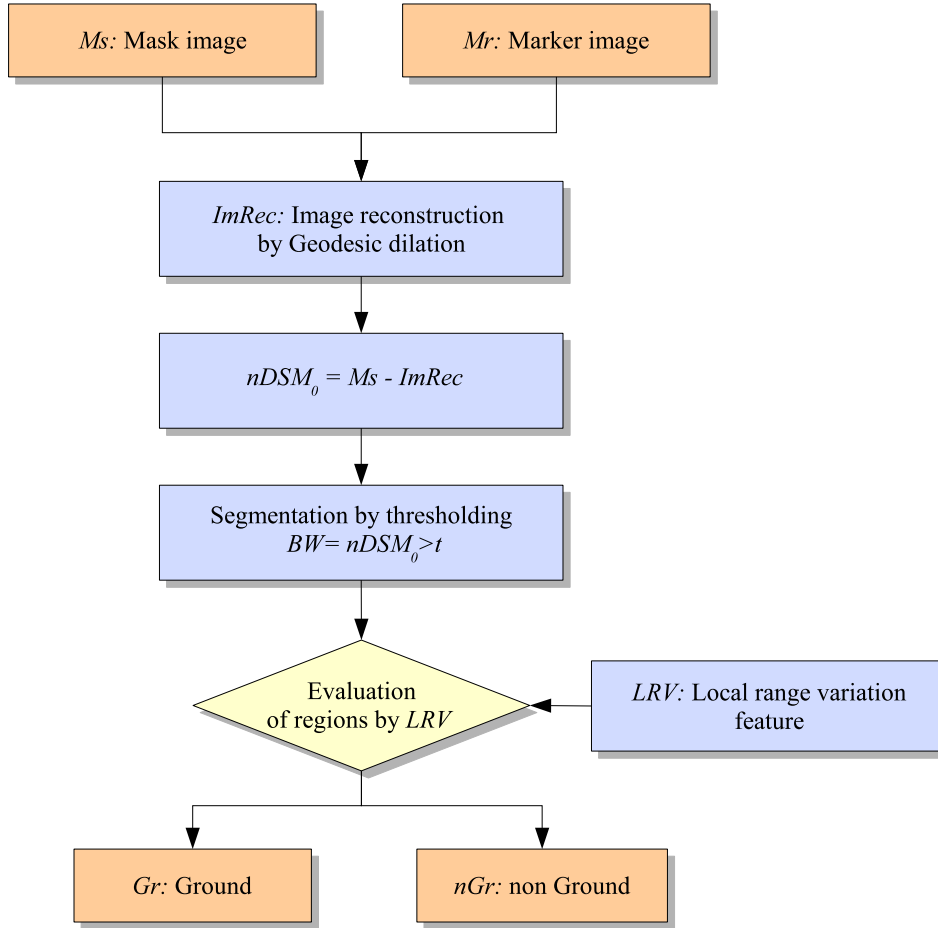 Ms: Mask image
Mr: Marker image
ImRec: Image reconstruction
by Geodesic dilation
nDSM₀ = Ms - ImRec
Segmentation by thresholding
BW= nDSM₀>t
Evaluation
of regions by LRV
LRV: Local range variation
feature
Gr: Ground
nGr: non Ground